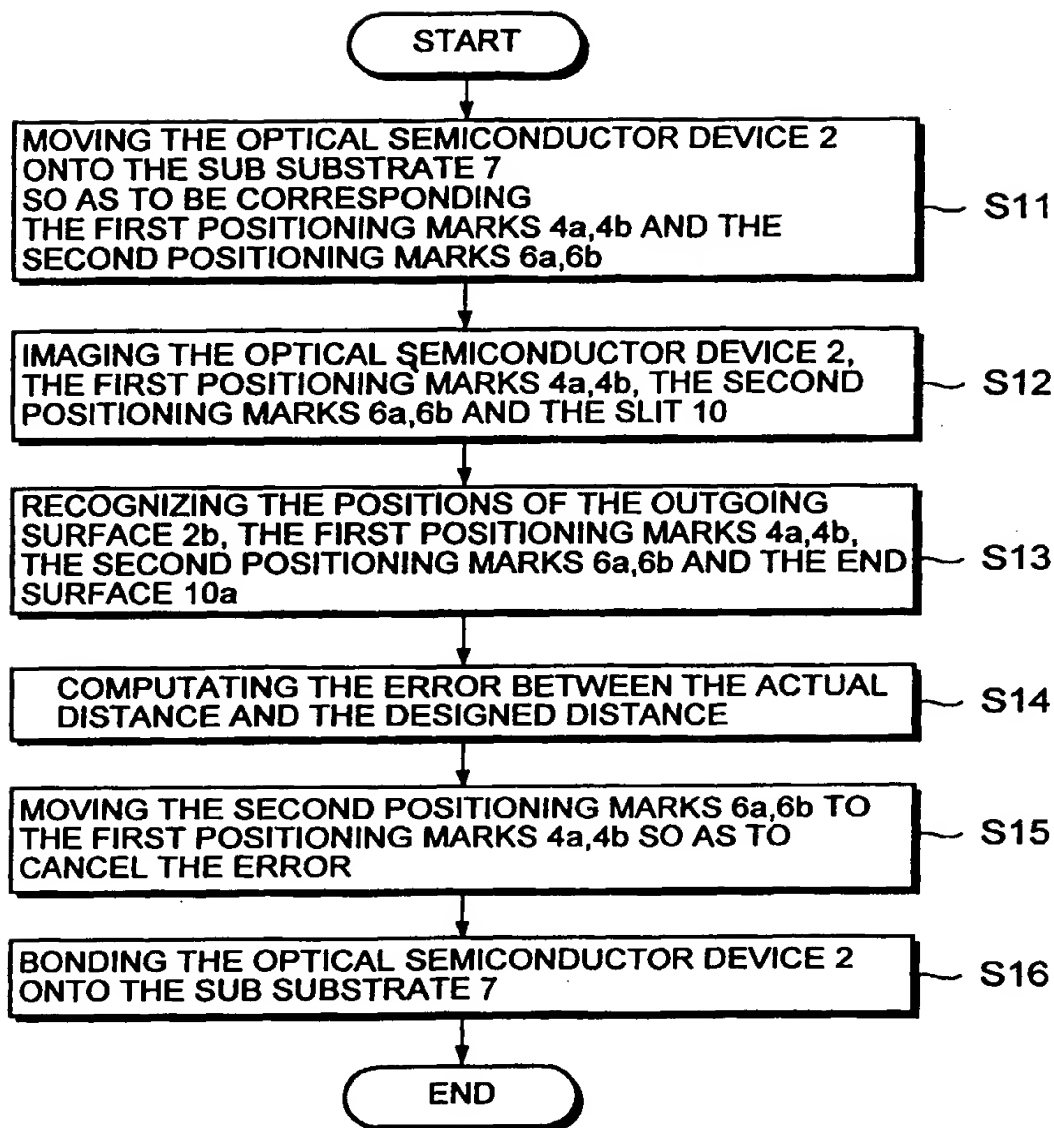 START
MOVING THE OPTICAL SEMICONDUCTOR DEVICE 2
ONTO THE SUB SUBSTRATE 7
SO AS TO BE CORRESPONDING
THE FIRST POSITIONING MARKS 4a,4b AND THE
SECOND POSITIONING MARKS 6a,6b
S11
IMAGING THE OPTICAL SEMICONDUCTOR DEVICE 2,
THE FIRST POSITIONING MARKS 4a,4b, THE SECOND
POSITIONING MARKS 6a,6b AND THE SLIT 10
S12
RECOGNIZING THE POSITIONS OF THE OUTGOING
SURFACE 2b, THE FIRST POSITIONING MARKS 4a,4b,
THE SECOND POSITIONING MARKS 6a,6b AND THE END
SURFACE 10a
S13
COMPUTATING THE ERROR BETWEEN THE ACTUAL
DISTANCE AND THE DESIGNED DISTANCE
S14
MOVING THE SECOND POSITIONING MARKS 6a,6b TO
THE FIRST POSITIONING MARKS 4a,4b SO AS TO
CANCEL THE ERROR
S15
BONDING THE OPTICAL SEMICONDUCTOR DEVICE 2
ONTO THE SUB SUBSTRATE 7
S16
END